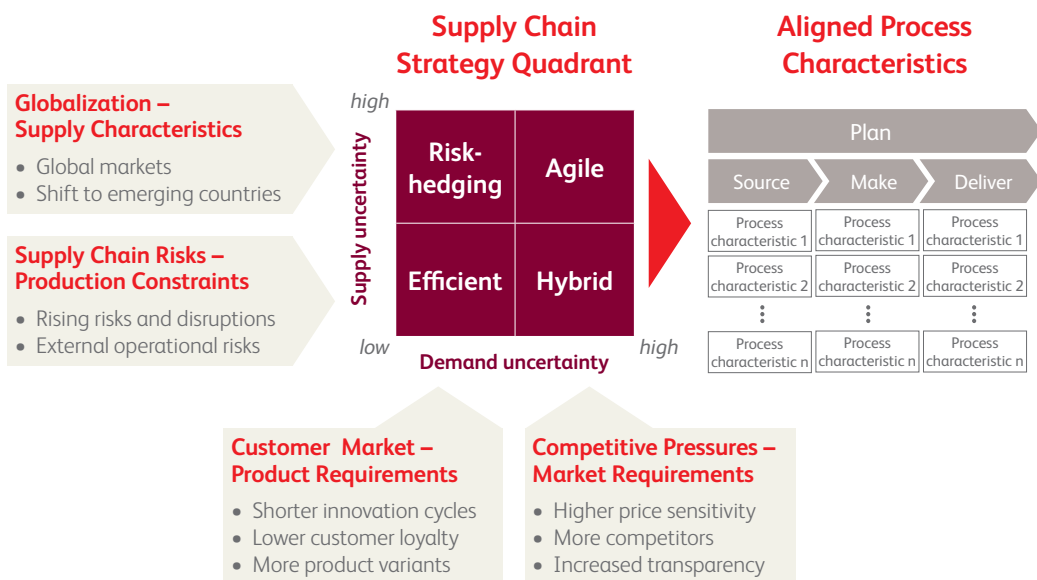 Supply Chain
Strategy Quadrant
Aligned Process
Characteristics
Globalization –
Supply Characteristics
• Global markets
• Shift to emerging countries
Supply Chain Risks –
Production Constraints
• Rising risks and disruptions
• External operational risks
high
Supply uncertainty
low
Risk-
hedging
Agile
Efficient
Hybrid
Demand uncertainty
high
Plan
Source
Make
Deliver
Process
characteristic 1
Process
characteristic 1
Process
characteristic 1
Process
characteristic 2
Process
characteristic 2
Process
characteristic 2
Process
characteristic n
Process
characteristic n
Process
characteristic n
Customer Market –
Product Requirements
• Shorter innovation cycles
• Lower customer loyalty
• More product variants
Competitive Pressures –
Market Requirements
• Higher price sensitivity
• More competitors
• Increased transparency